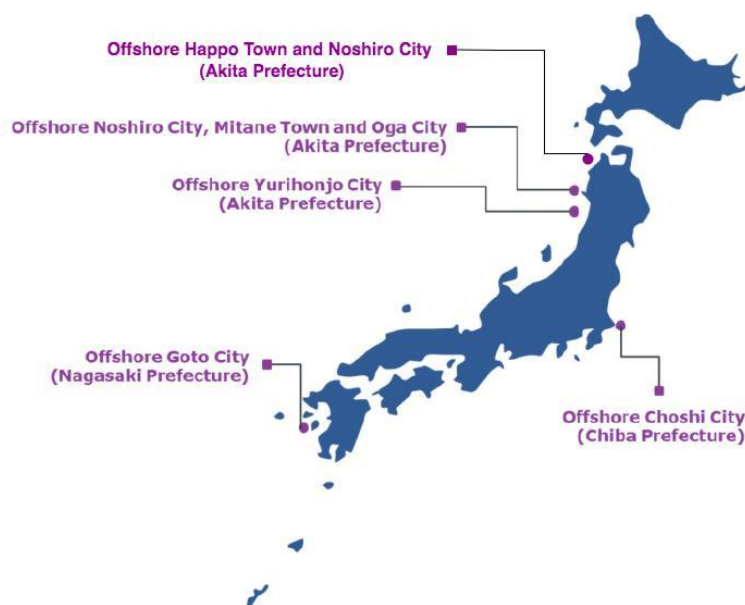 Offshore Happo Town and Noshiro City
(Akita Prefecture)
Offshore Noshiro City, Mitane Town and Oga City
(Akita Prefecture)
Offshore Yurihonjo City
(Akita Prefecture)
Offshore Goto City
(Nagasaki Prefecture)
Offshore Choshi City
(Chiba Prefecture)